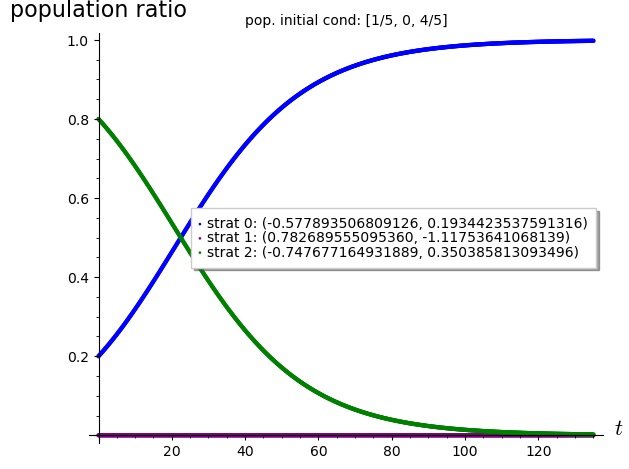 population ratio
pop. initial cond: [1/5, 0, 4/5]
1.0
0.8
0.6
0.4
0.2
strat 0: (-0.577893506809126, 0.1934423537591316)
strat 1: (0.782689555095360, -1.11753641068139)
strat 2: (-0.747677164931889, 0.350385813093496)
t
20 40 60 80 100 120